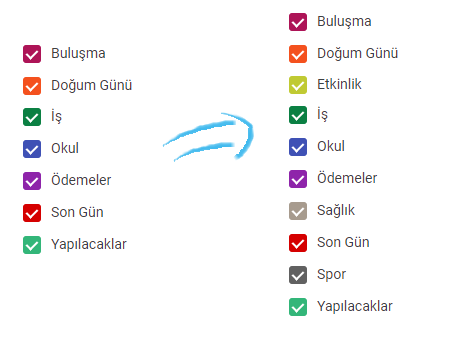 Buluşma
Doğum Günü
İş
Okul
Ödemeler
Son Gün
Yapılacaklar
Buluşma
Doğum Günü
Etkinlik
İş
Okul
Ödemeler
Sağlık
Son Gün
Spor
Yapılacaklar